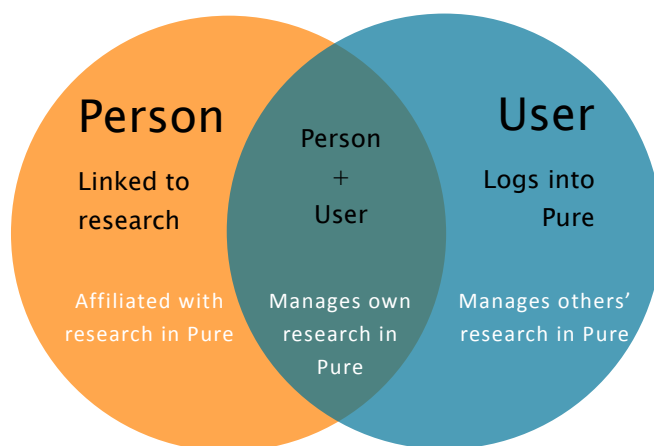 Person
Linked to
research
Affiliated with
research in Pure
Person
+
User
Manages own
research in
Pure
User
Logs into
Pure
Manages others’
research in Pure